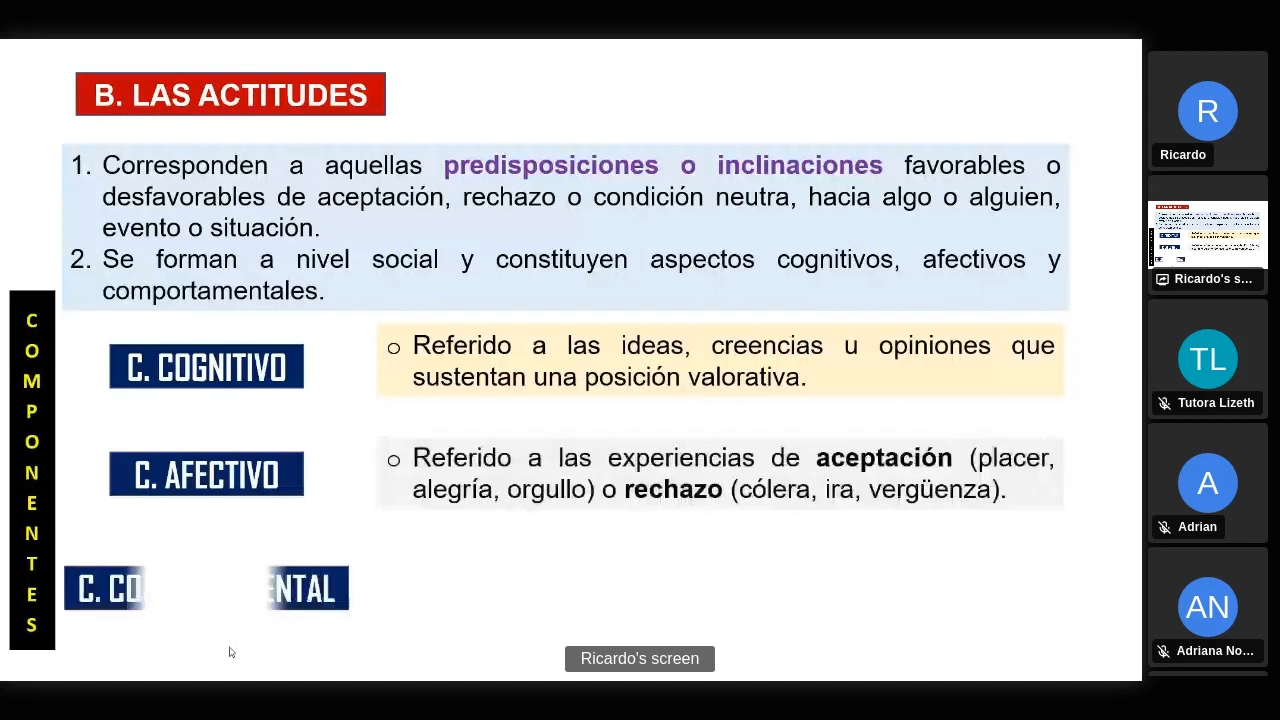 B. LAS ACTITUDES
1. Corresponden a aquellas predisposiciones o inclinaciones favorables o
desfavorables de aceptación, rechazo o condición neutra, hacia algo o alguien,
evento o situación.
2. Se forman a nivel social y constituyen aspectos cognitivos, afectivos y
comportamentales.
COMPONENTES
C. COGNITIVO
o Referido a las ideas, creencias u opiniones que
sustentan una posición valorativa.
C. AFECTIVO
o Referido a las experiencias de aceptación (placer,
alegría, orgullo) o rechazo (cólera, ira, vergüenza).
C. CO ENTAL
Ricardo's screen
R
Ricardo
Ricardo's s...
TL
Tutora Lizeth
A
Adrian
AN
Adriana No...